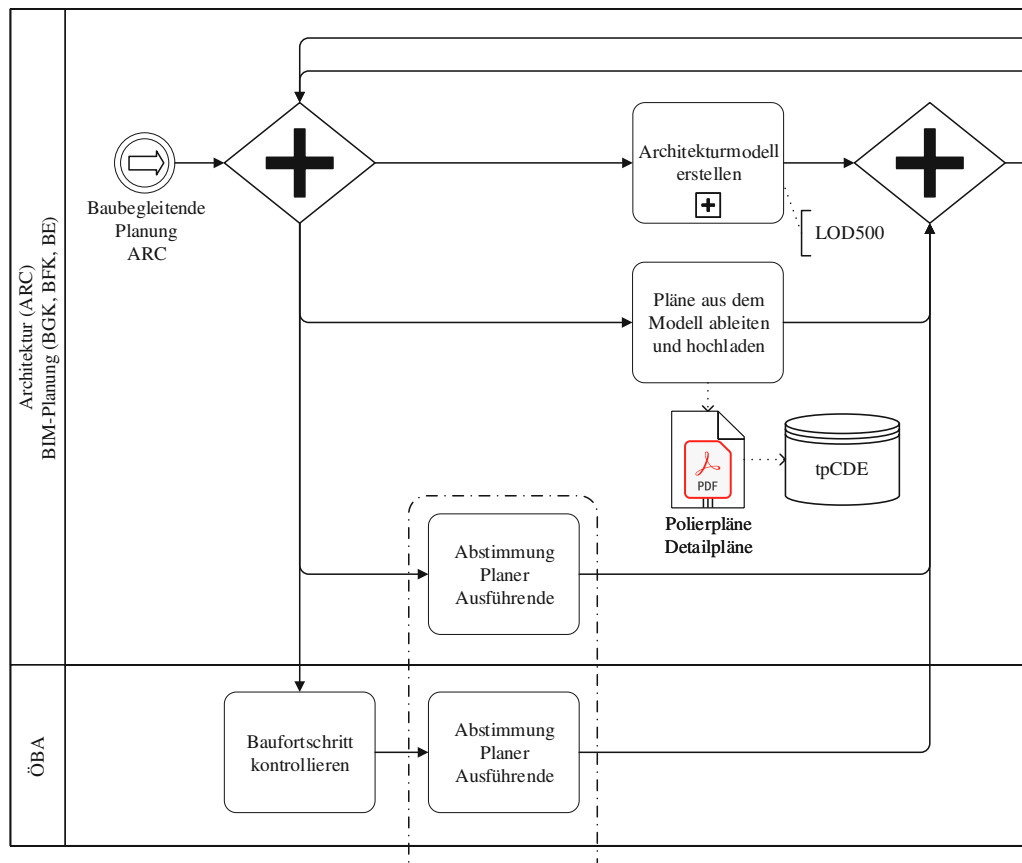 Architektur (ARC)
BIM-Planung (BGK, BFK, BE)
Baubegleitende
Planung
ARC
Architekturmodell
erstellen
LOD500
Pläne aus dem
Modell ableiten
und hochladen
PDF
tpCDE
Polierpläne
Detailpläne
Abstimmung
Planer
Ausführende
ÖBA
Baufortschritt
kontrollieren
Abstimmung
Planer
Ausführende